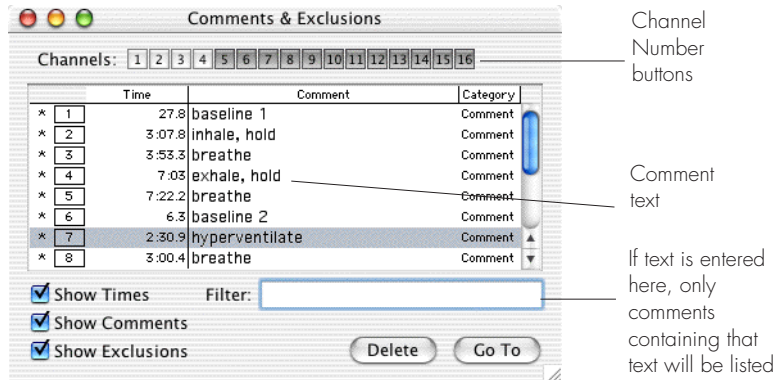 Comments & Exclusions
Channels: 1 2 3 4 5 6 7 8 9 10 11 12 13 14 15 16
Channel
Number
buttons
Time Comment Category
* 1 27.8 baseline 1 Comment
* 2 3:07.8 inhale, hold Comment
* 3 3:53.3 breathe Comment
* 4 7:03 exhale, hold Comment
* 5 7:22.2 breathe Comment
* 6 6.3 baseline 2 Comment
* 7 2:30.9 hyperventilate Comment
* 8 3:00.4 breathe Comment
Comment
text
Show Times Filter:
Show Comments
Show Exclusions Delete Go To
If text is entered
here, only
comments
containing that
text will be listed